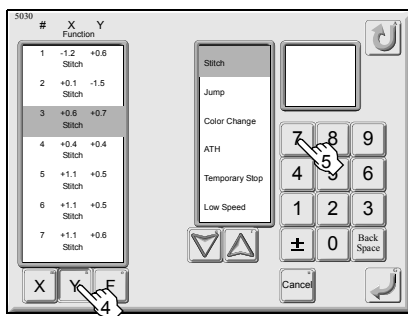 5030
# X Y
Function
1 -1.2 +0.6
Stitch
2 +0.1 -1.5
Stitch
3 +0.6 +0.7
Stitch
4 +0.4 +0.4
Stitch
5 +1.1 +0.5
Stitch
6 +1.1 +0.5
Stitch
7 +1.1 +0.6
Stitch
X Y F
4
Stitch
Jump
Color Change
ATH
Temporary Stop
Low Speed
7 8 9
5
4 5 6
1 2 3
± 0 Back
Space
Cancel